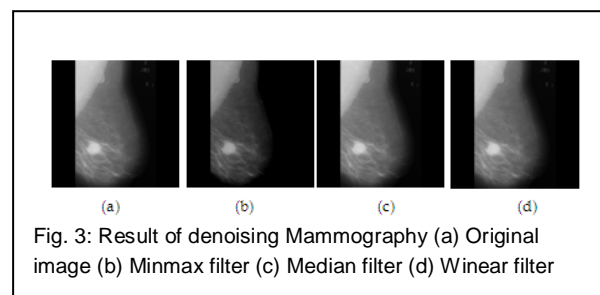 (a) (b) (c) (d)
Fig. 3: Result of denoising Mammography (a) Original
image (b) Minmax filter (c) Median filter (d) Winear filter